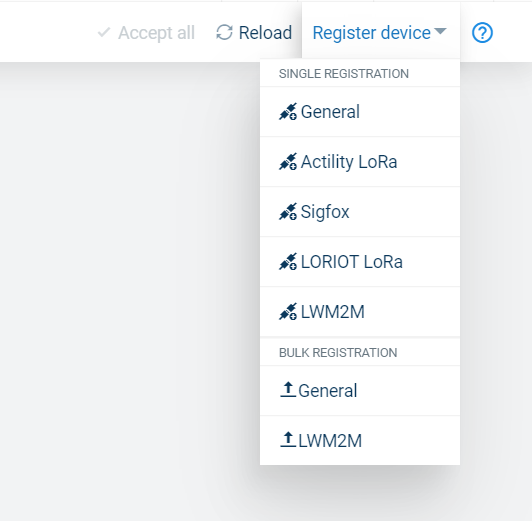 Accept all Reload Register device
SINGLE REGISTRATION
General
Actility LoRa
Sigfox
LORIOT LoRa
LWM2M
BULK REGISTRATION
General
LWM2M